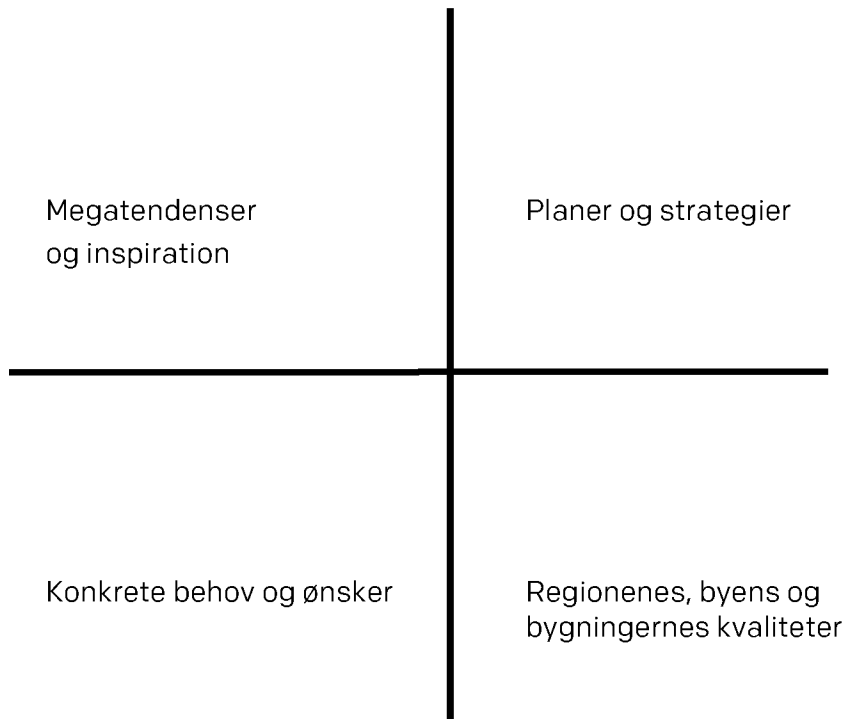 Megatendenser
og inspiration
Planer og strategier
Konkrete behov og ønsker
Regionenes, byens og
bygningernes kvaliteter